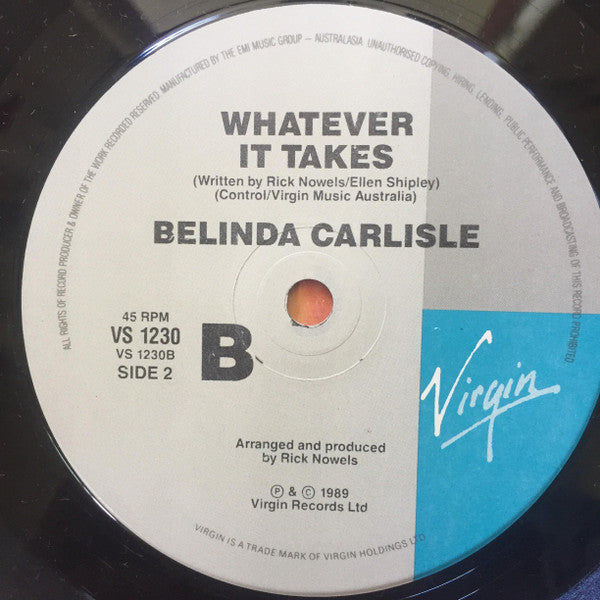 ALL RIGHTS OF RECORD PRODUCER & OWNER OF THE WORK RECORDED RESERVED. MANUFACTURED BY THE EMI MUSIC GROUP – AUSTRALASIA UNAUTHORISED COPYING, HIRING, LENDING, PUBLIC PERFORMANCE AND BROADCASTING OF THIS RECORD PROHIBITED
WHATEVER
IT TAKES
(Written by Rick Nowels/Ellen Shipley)
(Control/Virgin Music Australia)
BELINDA CARLISLE
45 RPM
VS 1230
VS 1230B
SIDE 2
B
Virgin
Arranged and produced
by Rick Nowels
Ⓟ & © 1989
Virgin Records Ltd
VIRGIN IS A TRADE MARK OF VIRGIN HOLDINGS LTD